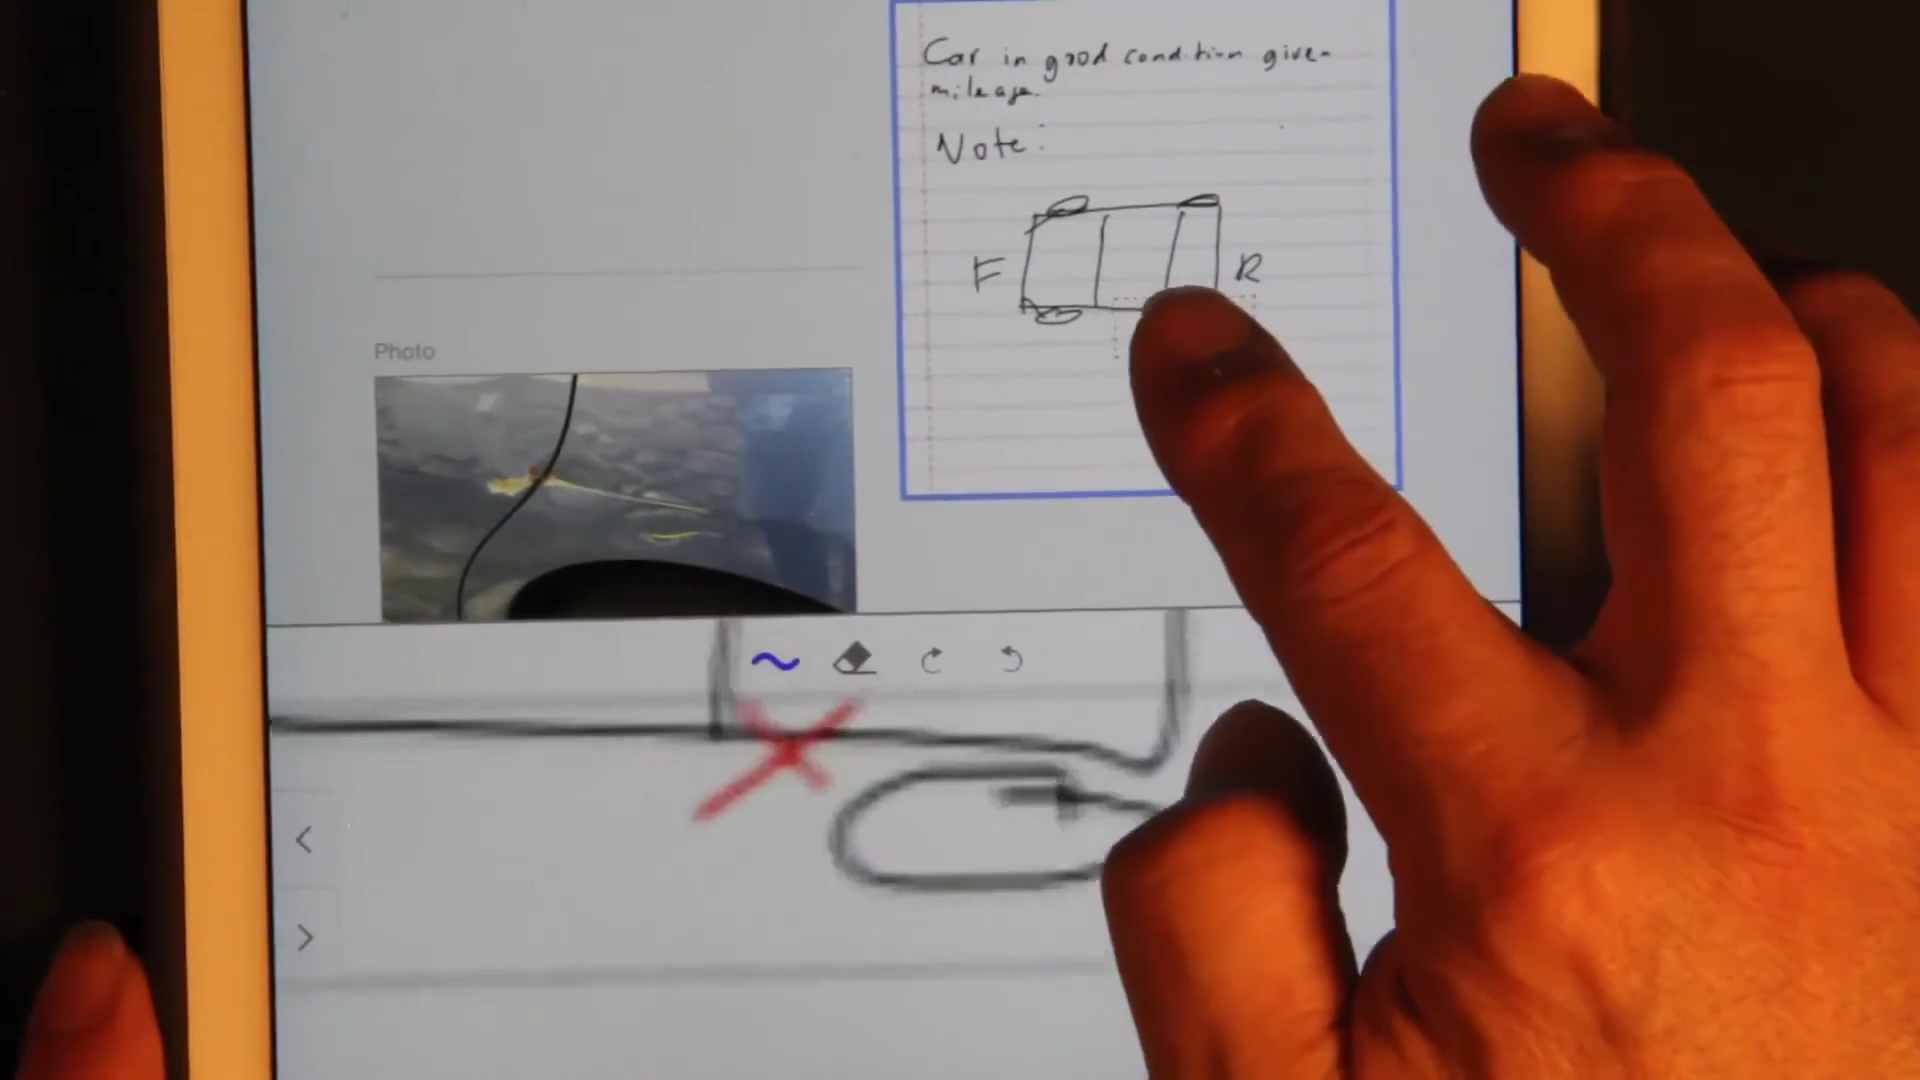 Car in good condition given
mileage.
Note:
F
R
Photo